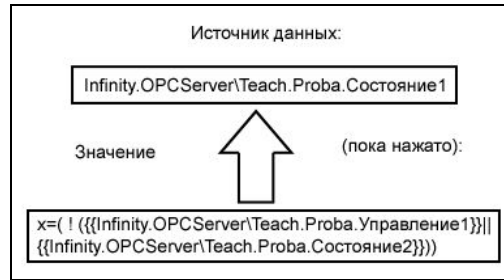 Источник данных:
Infinity.OPCServer\Teach.Proba.Состояние1
Значение
(пока нажато):
x=( ! ({{Infinity.OPCServer\Teach.Proba.Управление1}}||
{{Infinity.OPCServer\Teach.Proba.Состояние2}}))